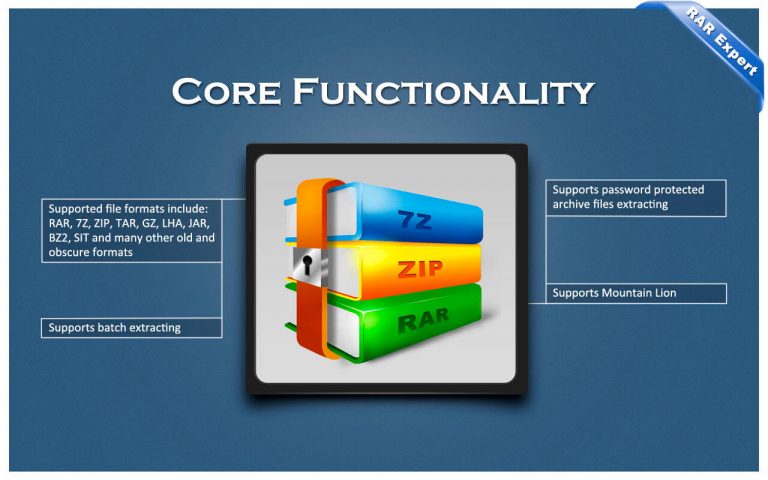 RAR Expert
CORE FUNCTIONALITY
Supported file formats include:
RAR, 7Z, ZIP, TAR, GZ, LHA, JAR,
BZ2, SIT and many other old and
obscure formats
Supports batch extracting
7Z
ZIP
RAR
Supports password protected
archive files extracting
Supports Mountain Lion